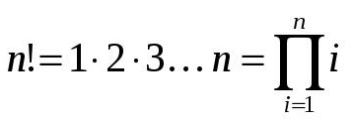 n! = 1 · 2 · 3 … n = ∏_{i=1}^{n} i